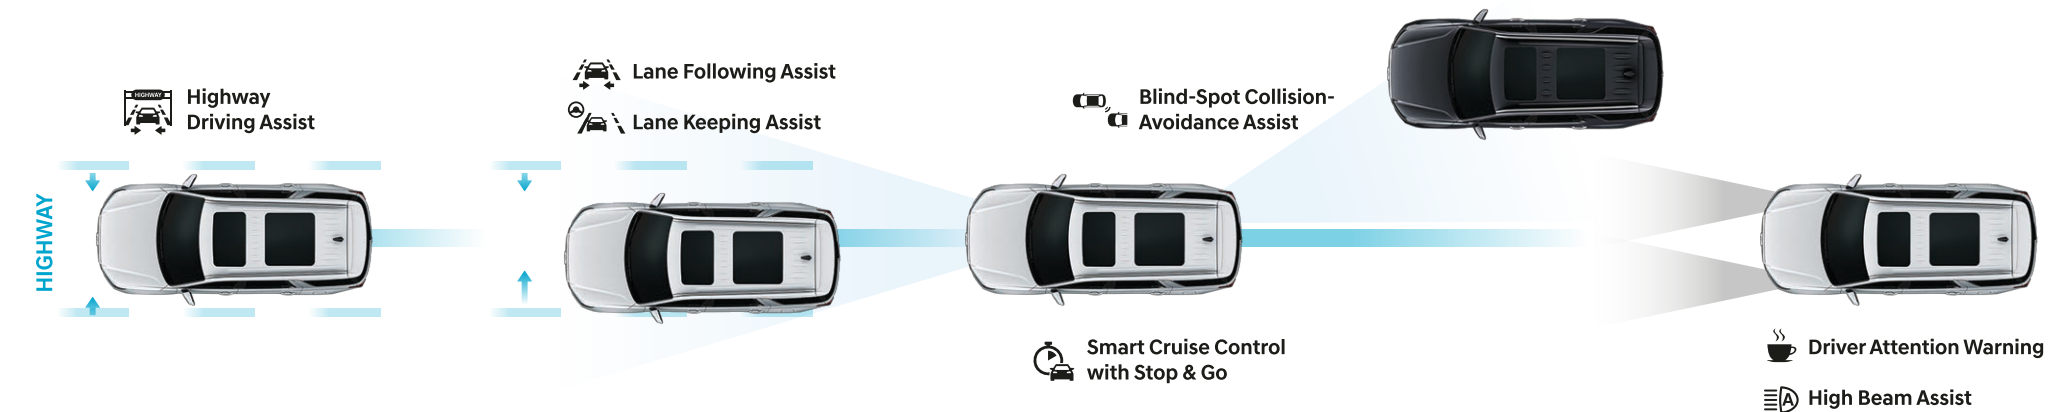 HIGHWAY
HIGHWAY
Highway
Driving Assist
Lane Following Assist
Lane Keeping Assist
Blind-Spot Collision-
Avoidance Assist
Smart Cruise Control
with Stop & Go
Driver Attention Warning
A
High Beam Assist